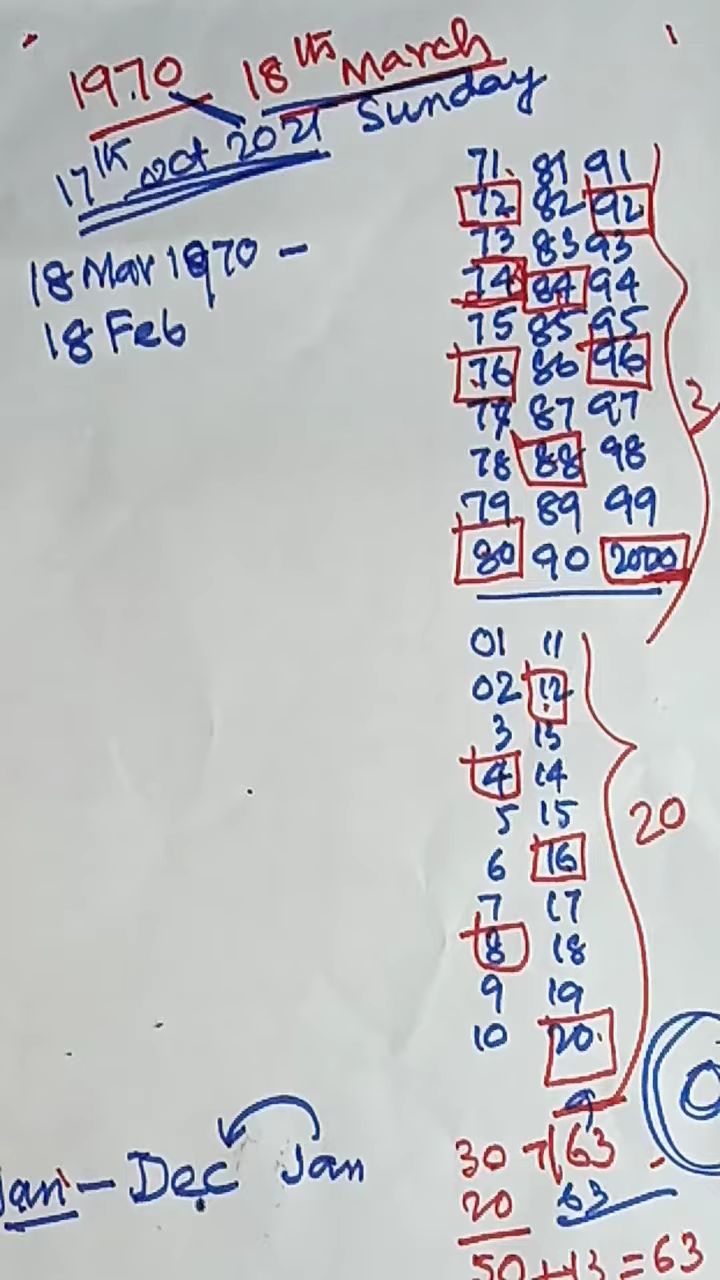 1970 18th March
17th Oct 2021 Sunday
18 Mar 1970 -
18 Feb
71 81 91
72 82 92
73 83 93
74 84 94
75 85 95
76 86 96
77 87 97
78 88 98
79 89 99
80 90 2000
3
01 11
02 12
3 13
4 14
5 15
6 16
7 17
8 18
9 19
10 20
20
9
30 7)63
20 63
50 + 13 = 63
Jan - Dec Jan